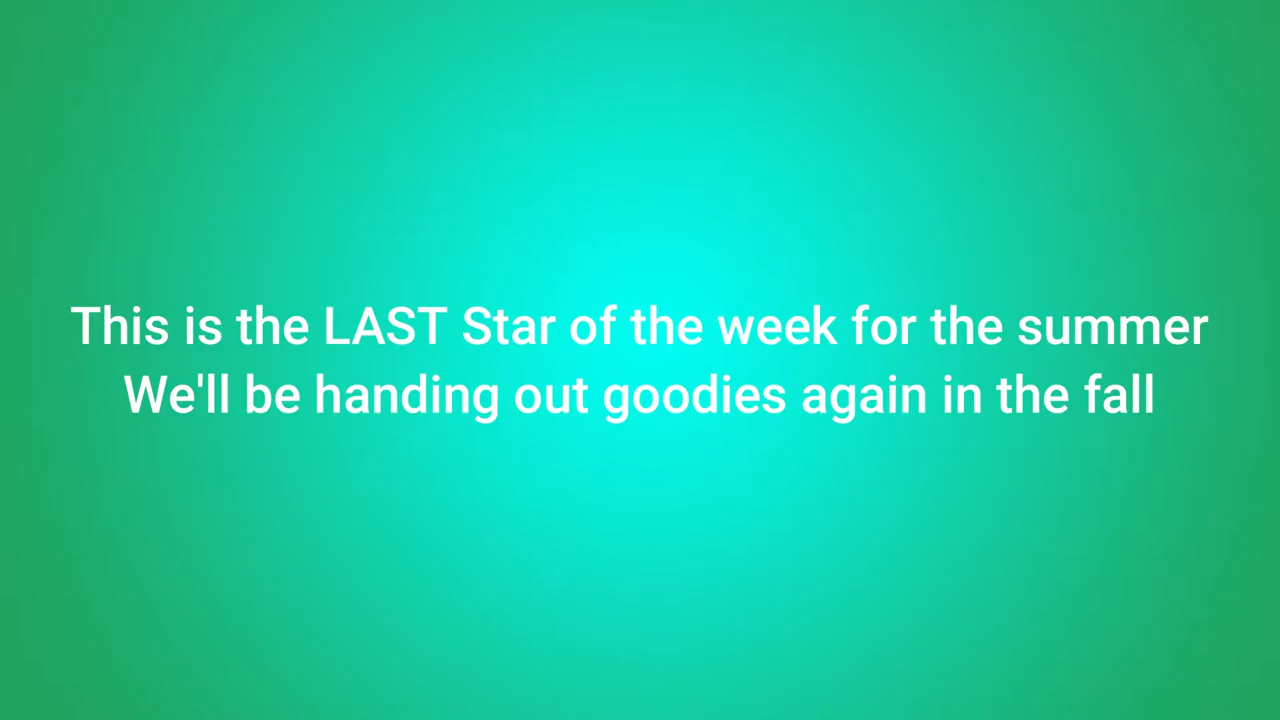 This is the LAST Star of the week for the summer
We'll be handing out goodies again in the fall